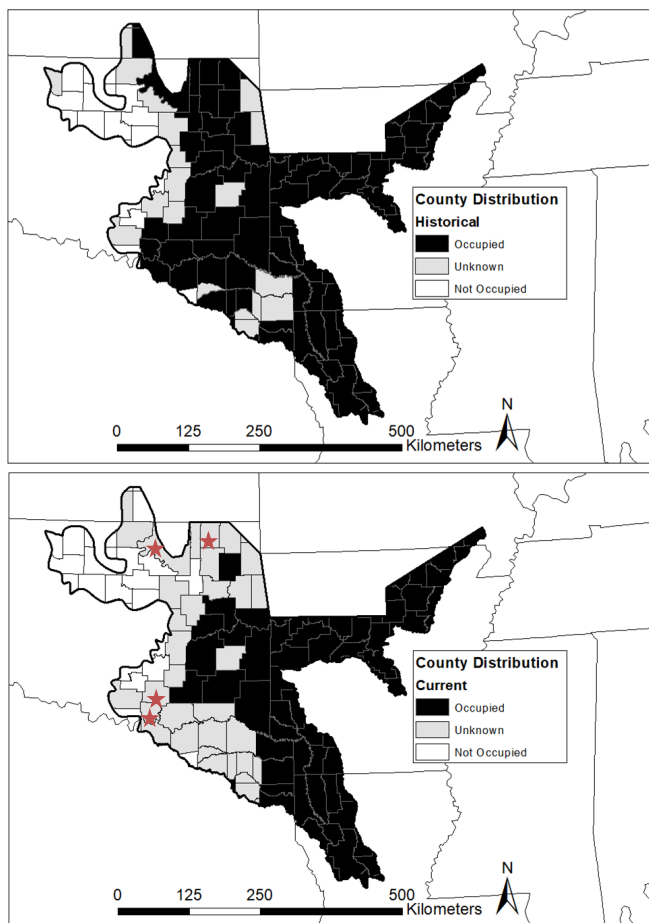 County Distribution
Historical
Occupied
Unknown
Not Occupied
N
0 125 250 500
Kilometers
County Distribution
Current
Occupied
Unknown
Not Occupied
N
0 125 250 500
Kilometers